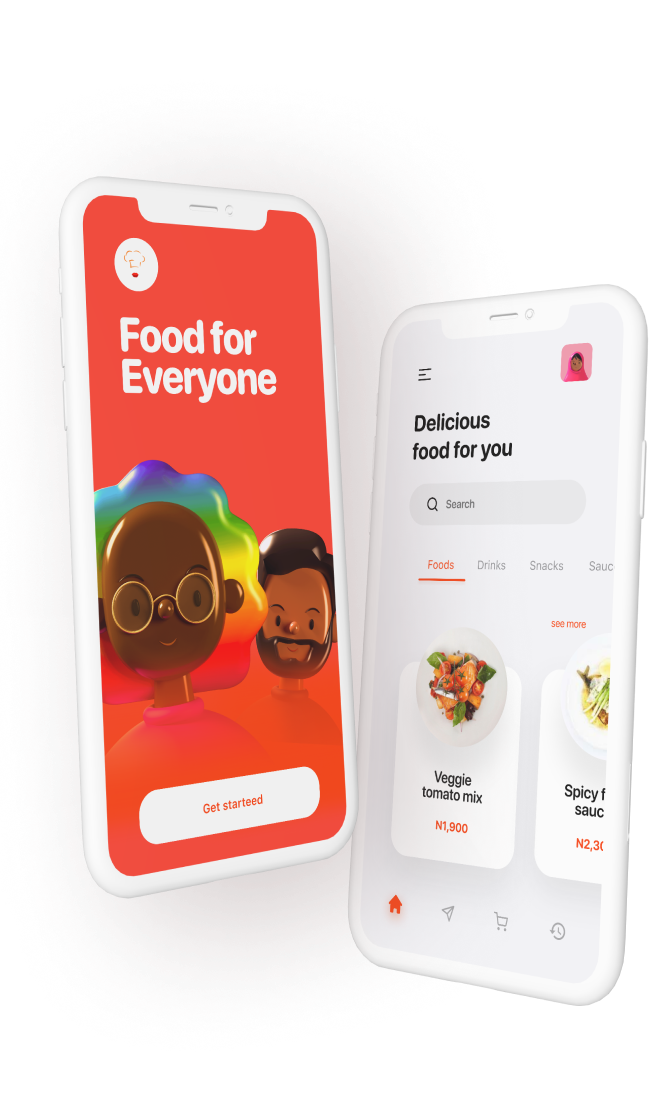 Food for
Everyone
Get starteed
Delicious
food for you
Search
Foods Drinks Snacks Sauc
see more
Veggie
tomato mix
N1,900
Spicy f
sauc
N2,30